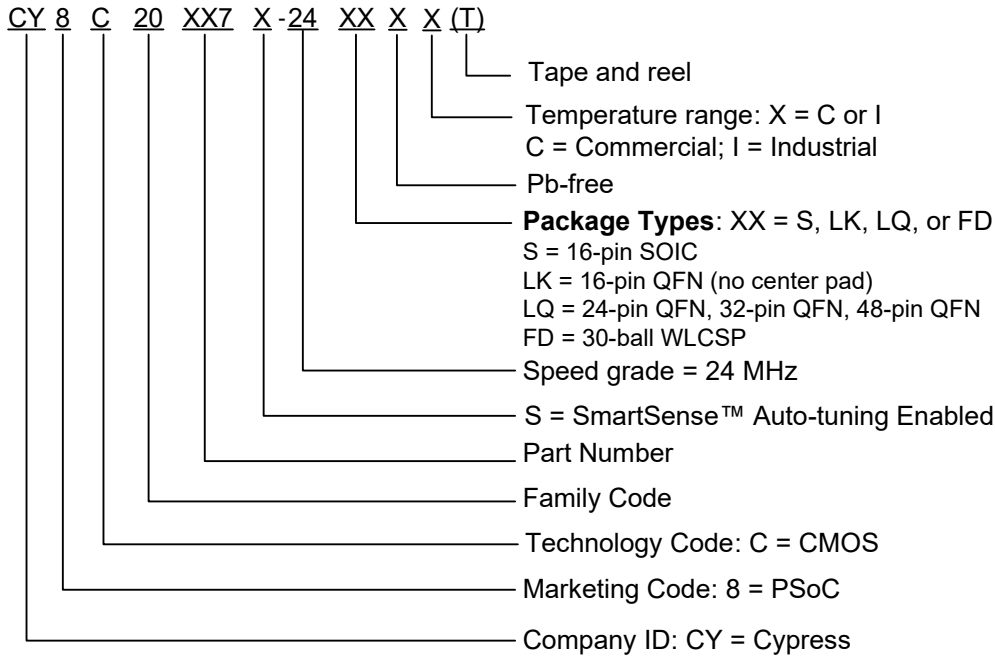 CY 8 C 20 XX7 X -24 XX X X (T)
Tape and reel
Temperature range: X = C or I
C = Commercial; I = Industrial
Pb-free
Package Types: XX = S, LK, LQ, or FD
S = 16-pin SOIC
LK = 16-pin QFN (no center pad)
LQ = 24-pin QFN, 32-pin QFN, 48-pin QFN
FD = 30-ball WLCSP
Speed grade = 24 MHz
S = SmartSense™ Auto-tuning Enabled
Part Number
Family Code
Technology Code: C = CMOS
Marketing Code: 8 = PSoC
Company ID: CY = Cypress